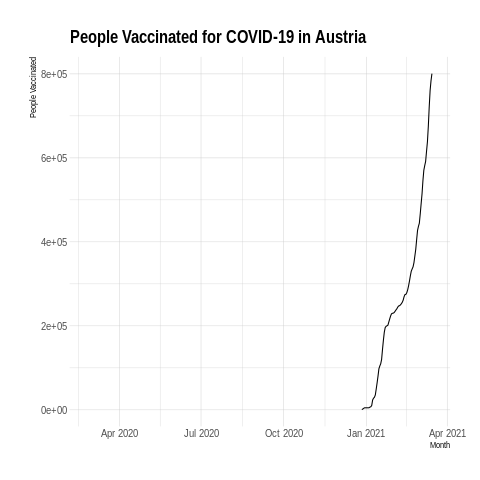 People Vaccinated for COVID-19 in Austria
People Vaccinated
8e+05
6e+05
4e+05
2e+05
0e+00
Apr 2020 Jul 2020 Oct 2020 Jan 2021 Apr 2021
Month